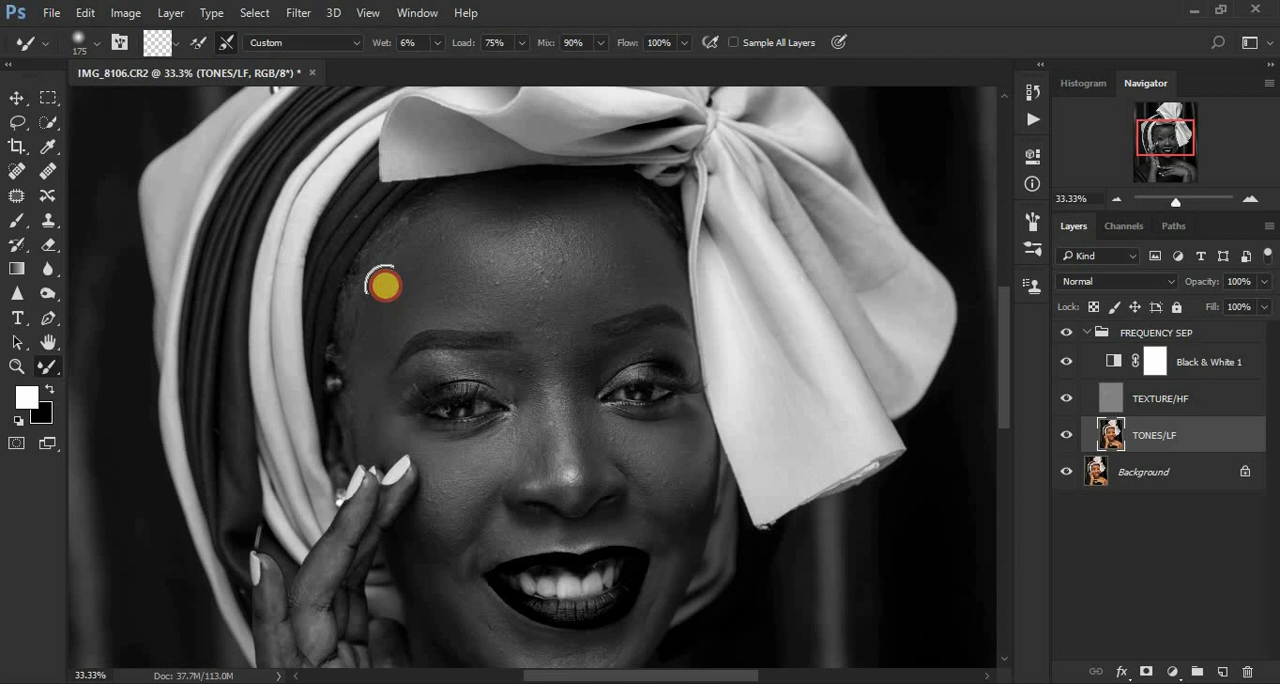 Ps File Edit Image Layer Type Select Filter 3D View Window Help
175 Custom Wet: 6% Load: 75% Mix: 90% Flow: 100% Sample All Layers
IMG_8106.CR2 @ 33.3% (TONES/LF, RGB/8*) *
Histogram Navigator
33.33%
Layers Channels Paths
Kind
Normal Opacity: 100%
Lock: Fill: 100%
FREQUENCY SEP
Black & White 1
TEXTURE/HF
TONES/LF
Background
33.33% Doc: 37.7M/113.0M